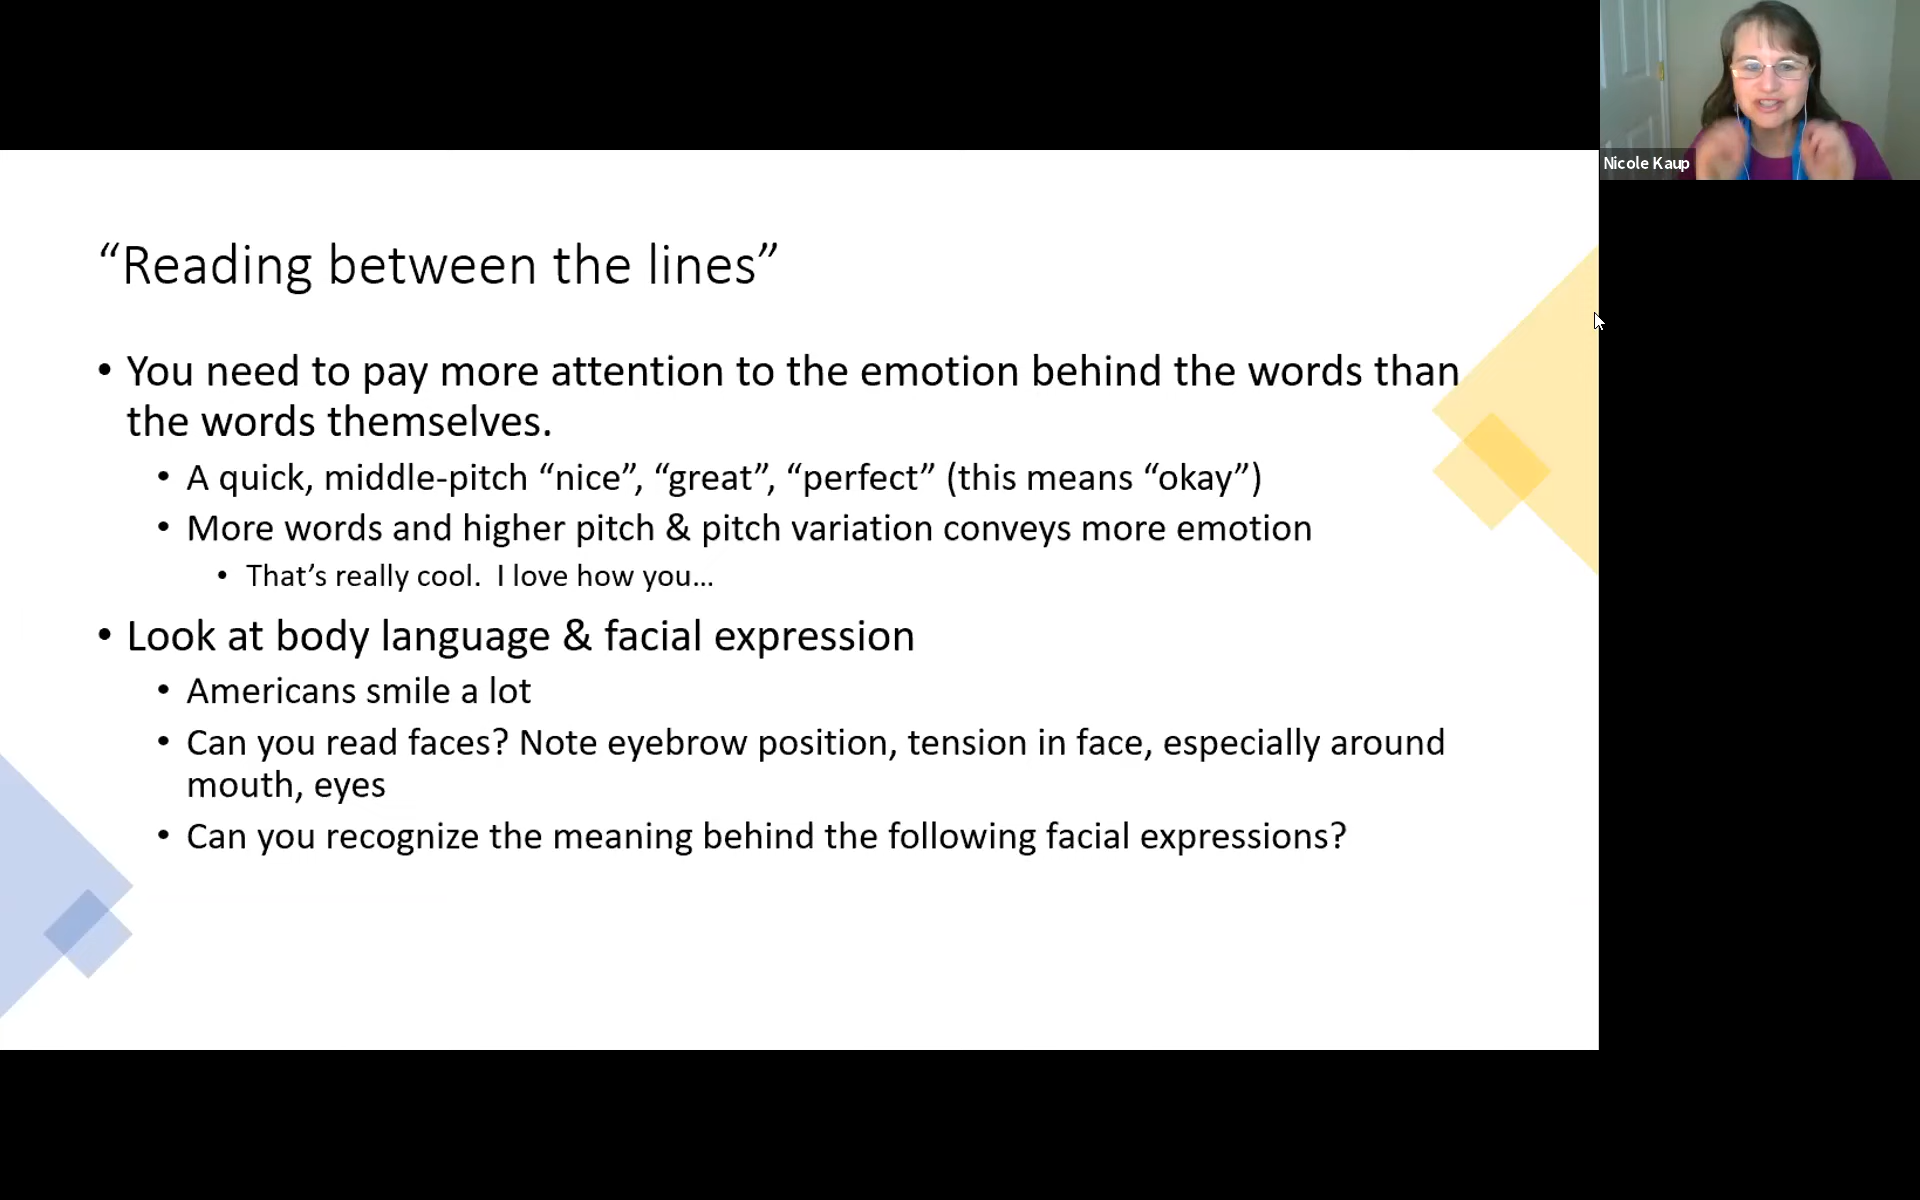 Nicole Kaup
“Reading between the lines”
• You need to pay more attention to the emotion behind the words than
the words themselves.
• A quick, middle-pitch “nice”, “great”, “perfect” (this means “okay”)
• More words and higher pitch & pitch variation conveys more emotion
• That’s really cool.  I love how you…
• Look at body language & facial expression
• Americans smile a lot
• Can you read faces? Note eyebrow position, tension in face, especially around
mouth, eyes
• Can you recognize the meaning behind the following facial expressions?